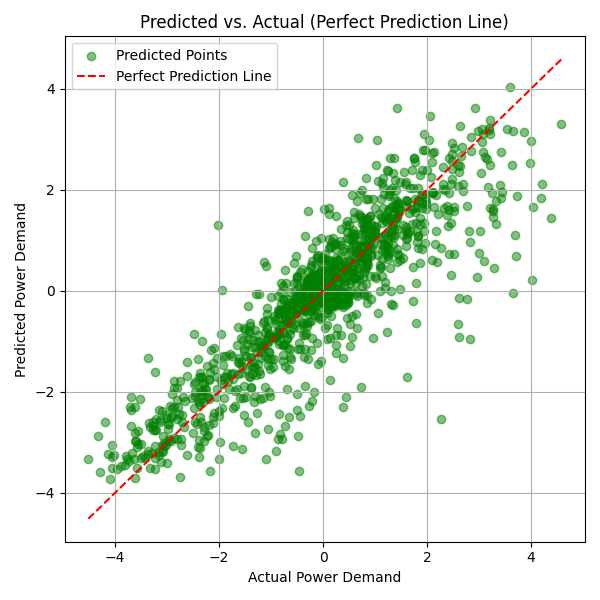 Predicted vs. Actual (Perfect Prediction Line)
Predicted Points
Perfect Prediction Line
4
2
0
−2
−4
Predicted Power Demand
−4 −2 0 2 4
Actual Power Demand